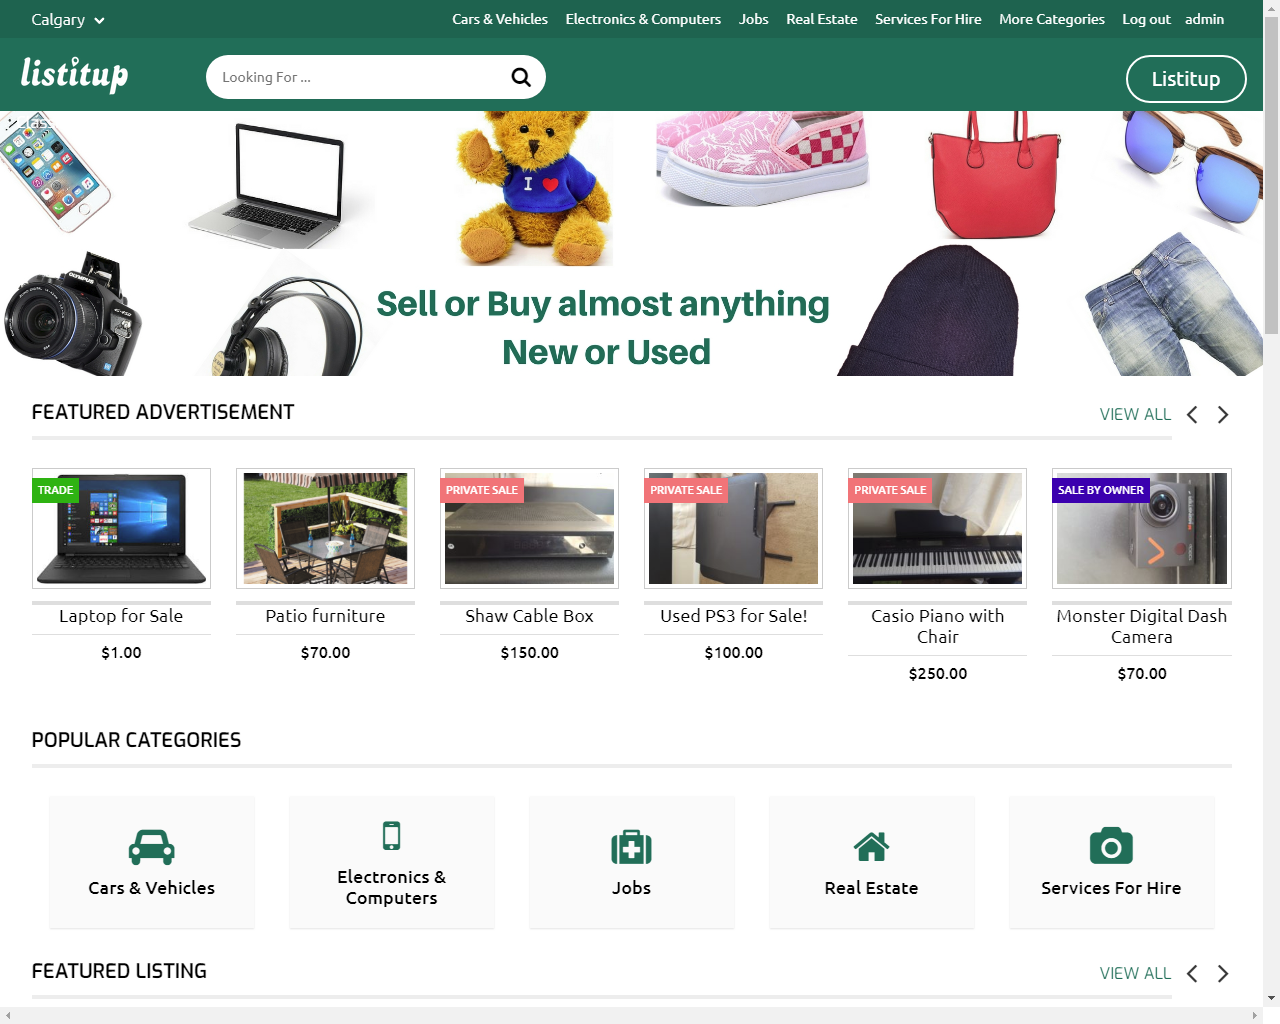 Calgary
Cars & Vehicles Electronics & Computers Jobs Real Estate Services For Hire More Categories Log out admin
listitup
Looking For ...
Listitup
I
OLYMPUS
Sell or Buy almost anything
New or Used
FEATURED ADVERTISEMENT
VIEW ALL
TRADE
PRIVATE SALE
PRIVATE SALE
PRIVATE SALE
SALE BY OWNER
Laptop for Sale
$1.00
Patio furniture
$70.00
Shaw Cable Box
$150.00
Used PS3 for Sale!
$100.00
Casio Piano with
Chair
$250.00
Monster Digital Dash
Camera
$70.00
POPULAR CATEGORIES
Cars & Vehicles
Electronics &
Computers
Jobs
Real Estate
Services For Hire
FEATURED LISTING
VIEW ALL